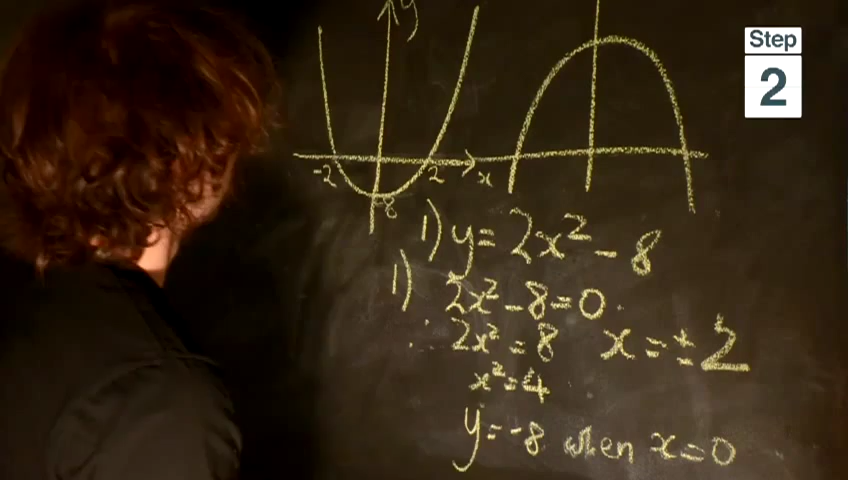 Step
2
y
-2
2
x
-8
1) y = 2x² - 8
1) 2x² - 8 = 0.
∴ 2x² = 8 x = ± 2
x² = 4
y = -8 when x = 0